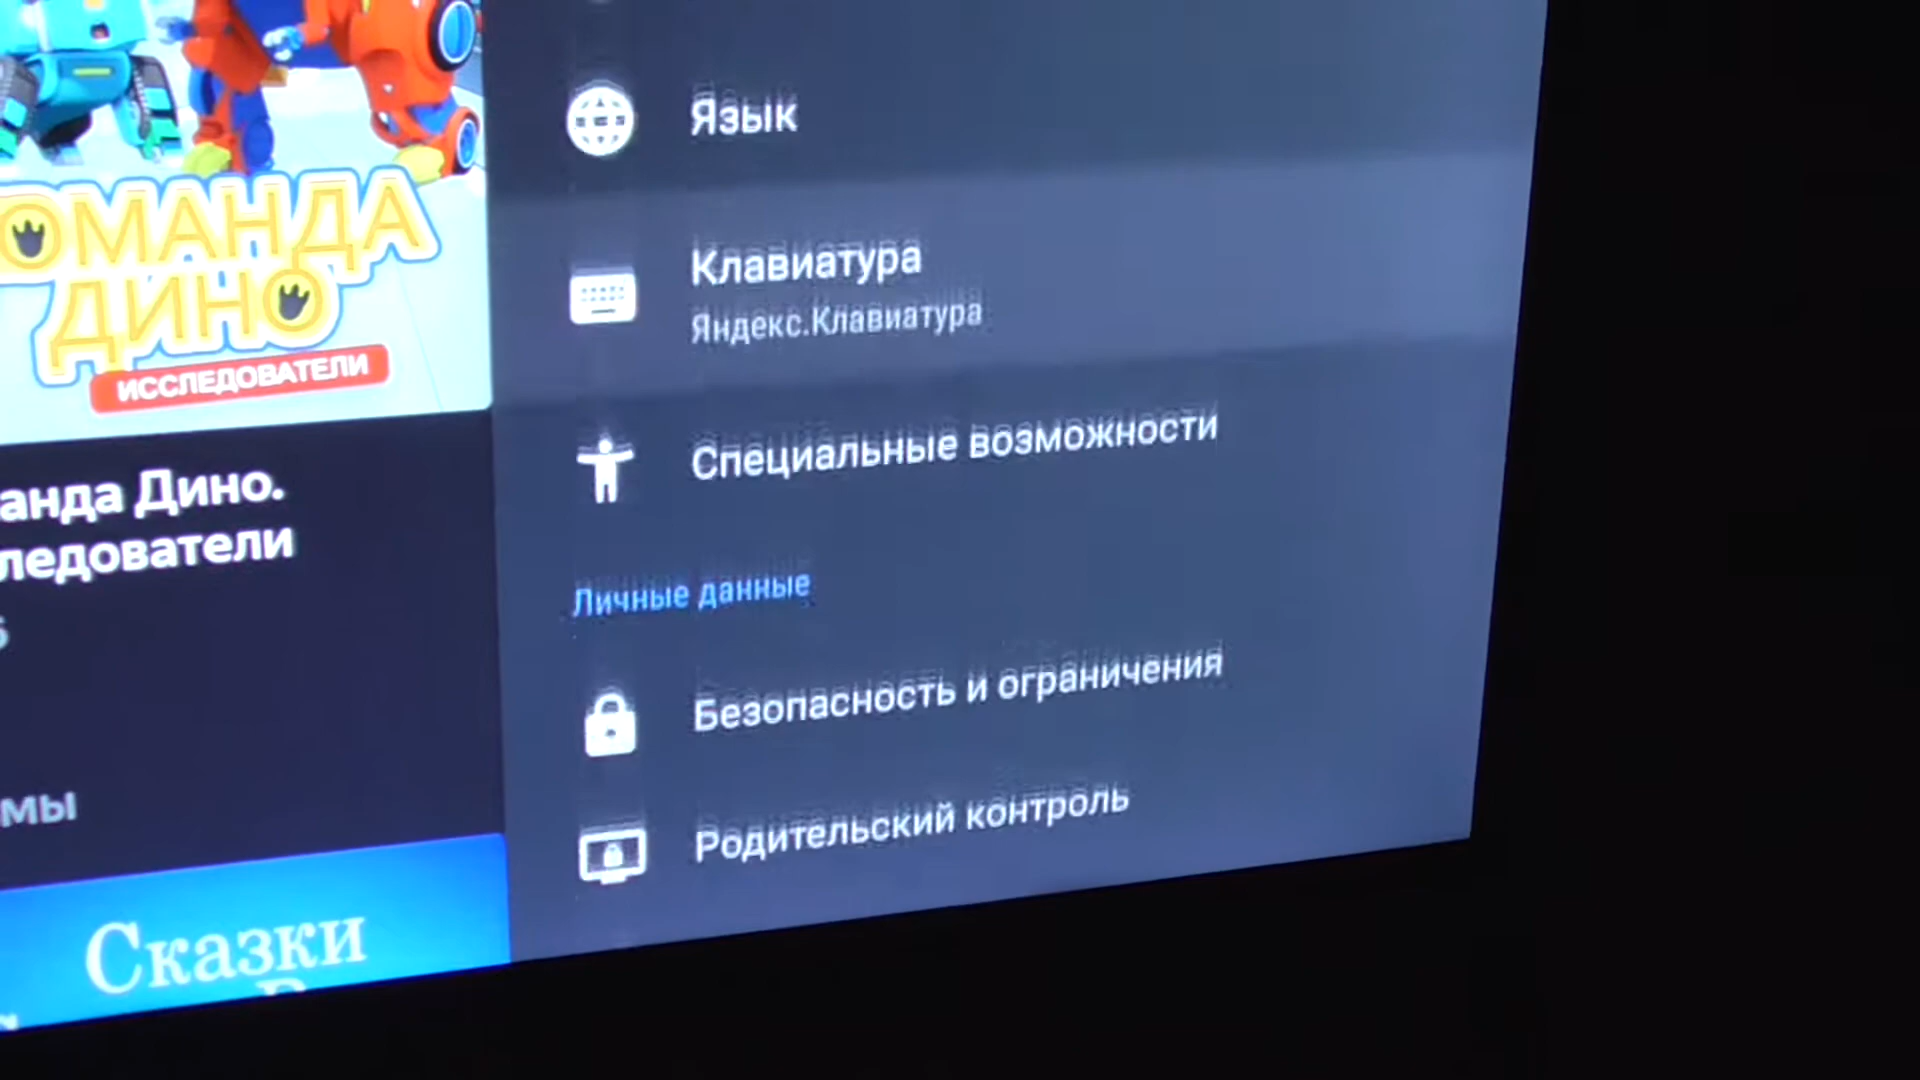 ОМАНДА
ДИНО
ИССЛЕДОВАТЕЛИ
анда Дино.
ледователи
мы
Сказки
Язык
Клавиатура
Яндекс.Клавиатура
Специальные возможности
Личные данные
Безопасность и ограничения
Родительский контроль